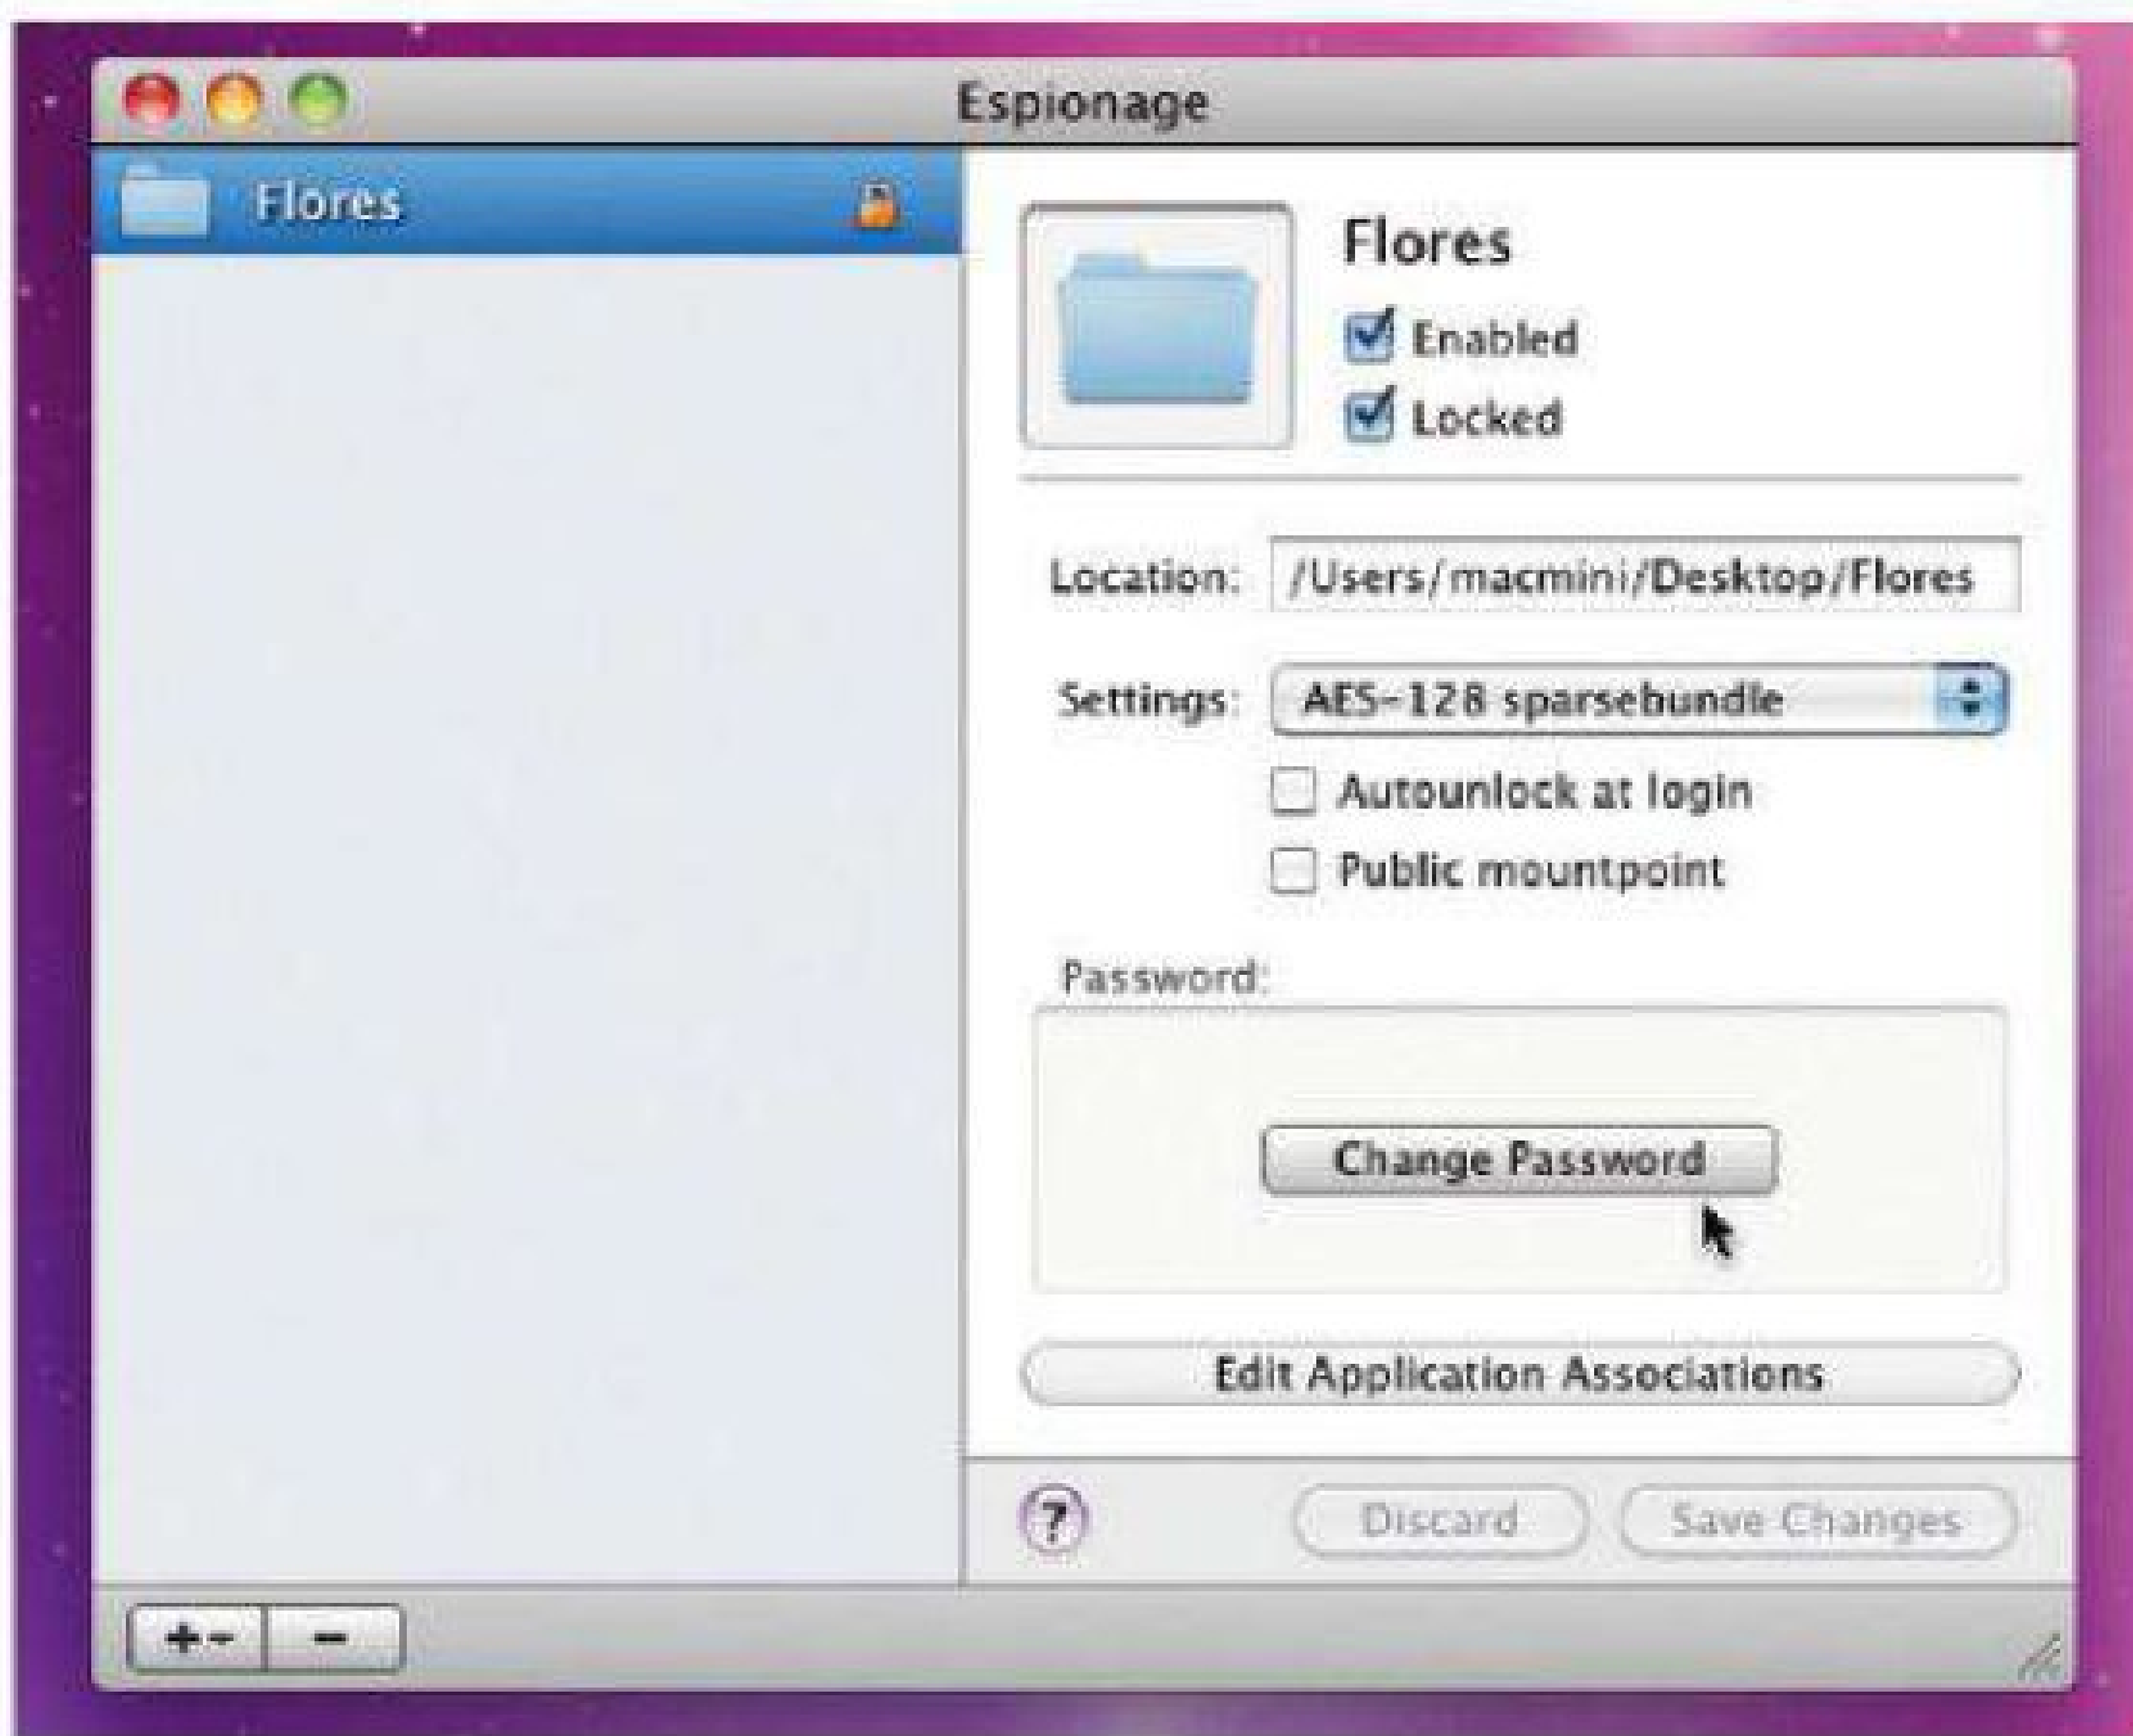 Espionage
Flores
Flores
Enabled
Locked
Location: /Users/macmini/Desktop/Flores
Settings: AES-128 sparsebundle
Autounlock at login
Public mountpoint
Password:
Change Password
Edit Application Associations
? Discard Save Changes